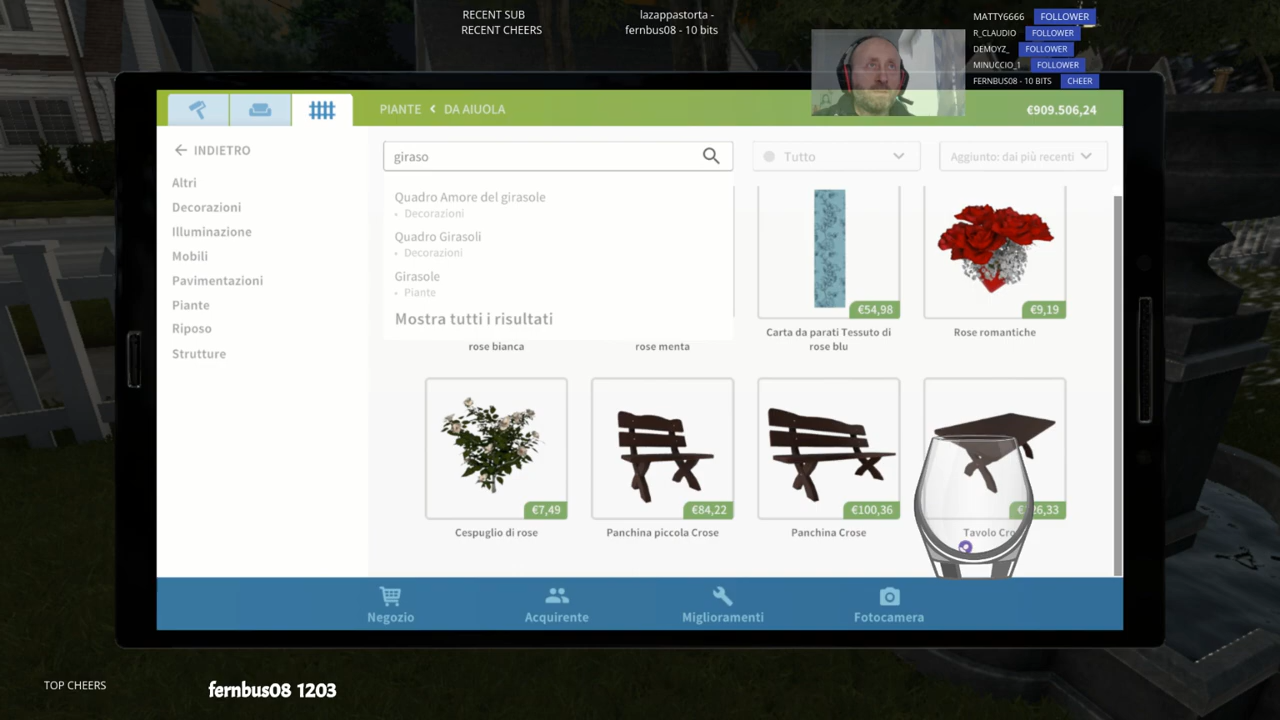 RECENT SUB
lazappastorta -
RECENT CHEERS
fernbus08 - 10 bits
MATTY6666 FOLLOWER
R_CLAUDIO FOLLOWER
DEMOYZ_ FOLLOWER
MINUCCIO_1 FOLLOWER
FERNBUS08 - 10 BITS CHEER
PIANTE < DA AIUOLA
€909.506,24
INDIETRO
Altri
Decorazioni
Illuminazione
Mobili
Pavimentazioni
Piante
Riposo
Strutture
giraso
Tutto
Aggiunto: dai più recenti
Quadro Amore del girasole
• Decorazioni
Quadro Girasoli
• Decorazioni
Girasole
• Piante
Mostra tutti i risultati
rose bianca
rose menta
€54,98
Carta da parati Tessuto di
rose blu
€9,19
Rose romantiche
€7,49
Cespuglio di rose
€84,22
Panchina piccola Crose
€100,36
Panchina Crose
Tavolo
Negozio
Acquirente
Miglioramenti
Fotocamera
TOP CHEERS
fernbus08 1203